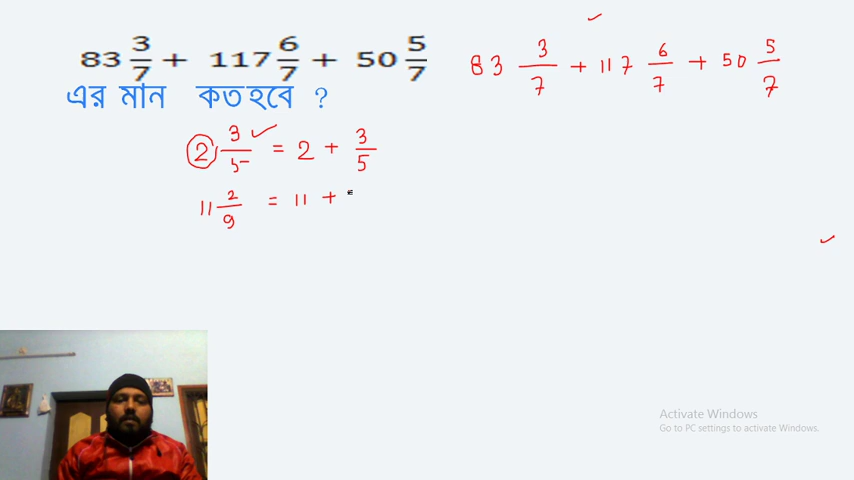 83 3/7 + 117 6/7 + 50 5/7
এর মান কত হবে ?
83 3/7 + 117 6/7 + 50 5/7
2 3/5 = 2 + 3/5
11 2/9 = 11 +
Activate Windows
Go to PC settings to activate Windows.